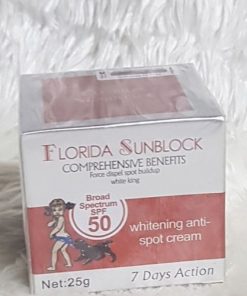 FLORIDA SUNBLOCK
COMPREHENSIVE BENEFITS
Force dispel spot buildup
white king
Broad
Spectrum
SPF
50
whitening anti-
spot cream
Net:25g
7 Days Action